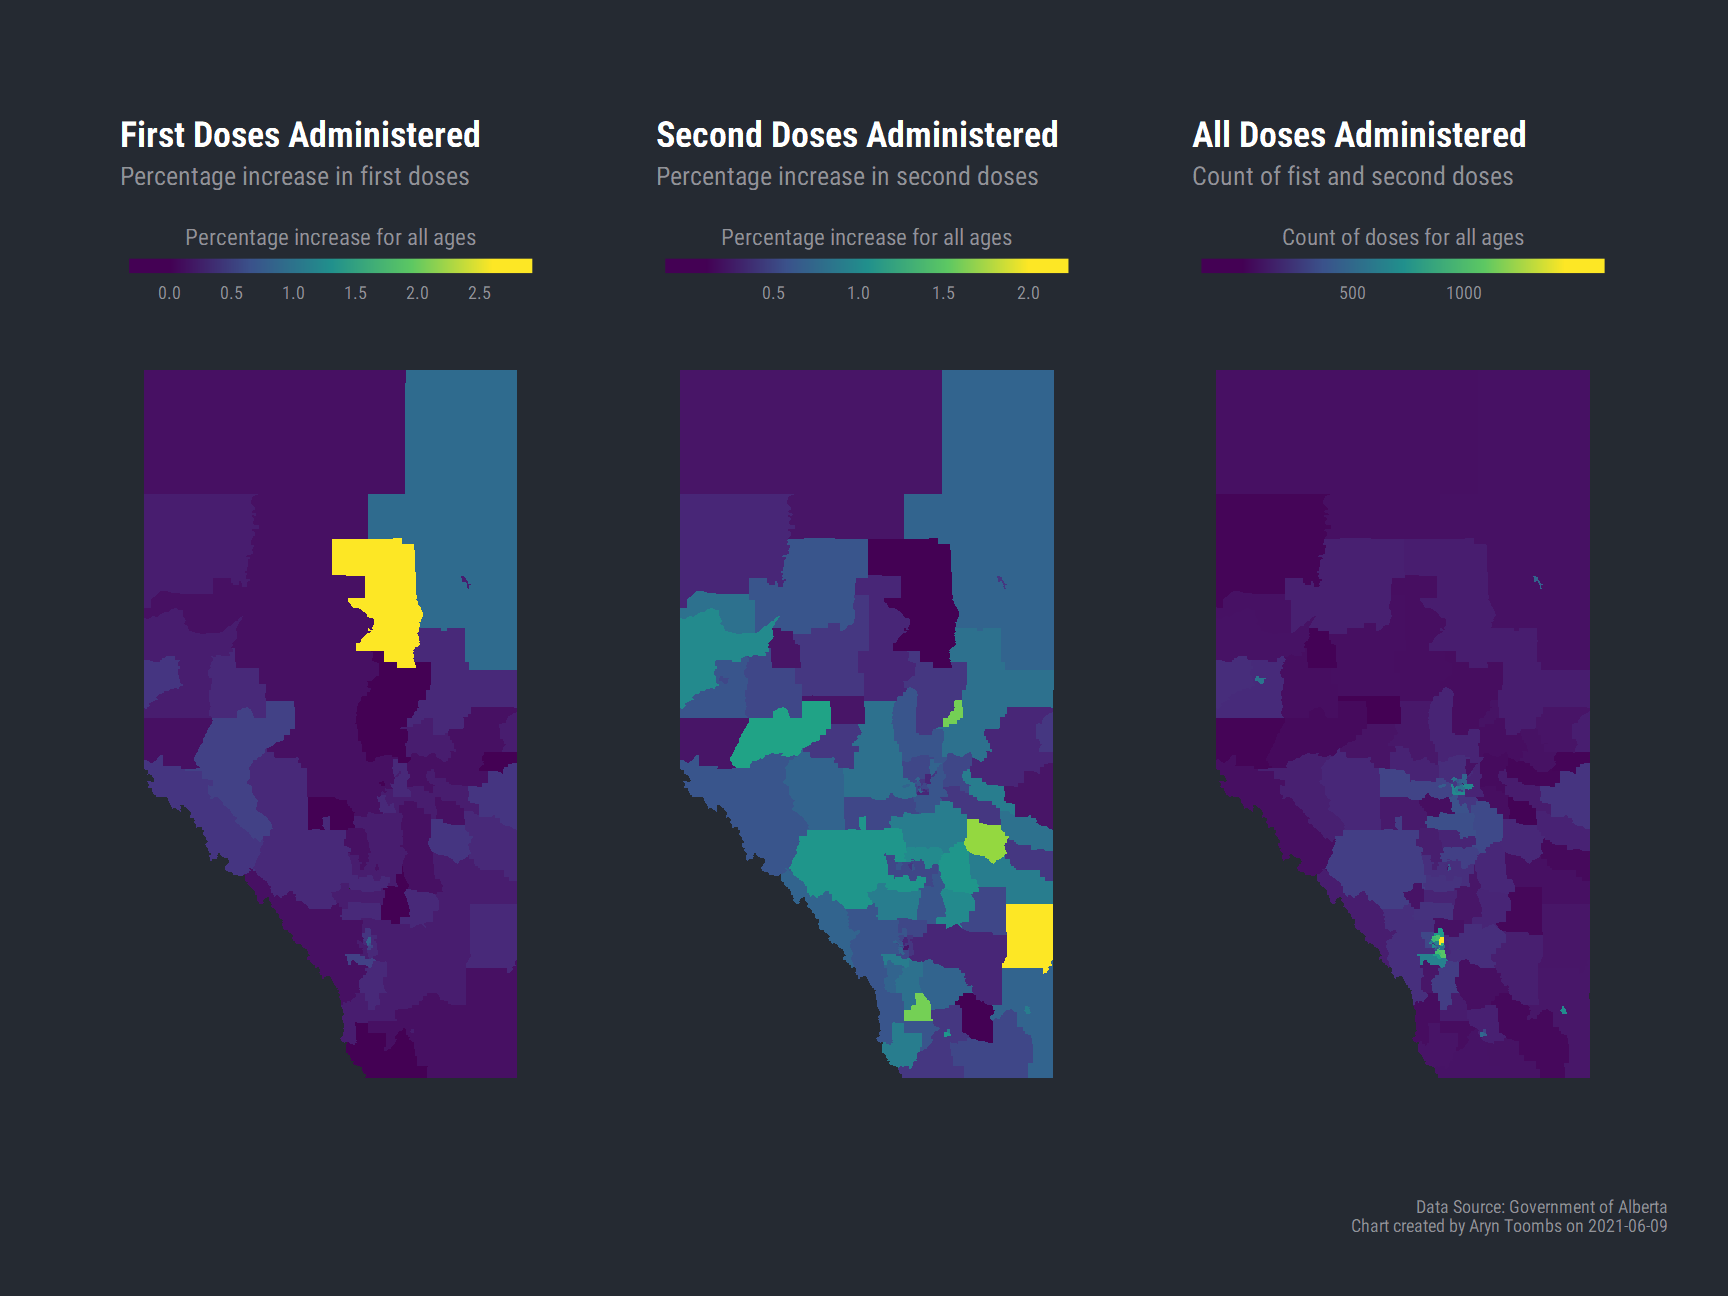 First Doses Administered
Percentage increase in first doses
Percentage increase for all ages
0.0 0.5 1.0 1.5 2.0 2.5
Second Doses Administered
Percentage increase in second doses
Percentage increase for all ages
0.5 1.0 1.5 2.0
All Doses Administered
Count of fist and second doses
Count of doses for all ages
500 1000
Data Source: Government of Alberta
Chart created by Aryn Toombs on 2021-06-09